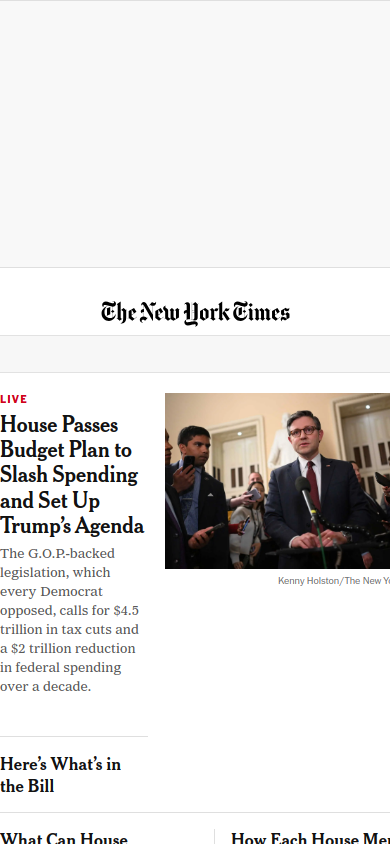 The New York Times
LIVE
House Passes
Budget Plan to
Slash Spending
and Set Up
Trump's Agenda
The G.O.P.-backed
legislation, which
every Democrat
opposed, calls for $4.5
trillion in tax cuts and
a $2 trillion reduction
in federal spending
over a decade.
Kenny Holston/The New Yo
Here's What's in
the Bill
What Can House
How Each House Me